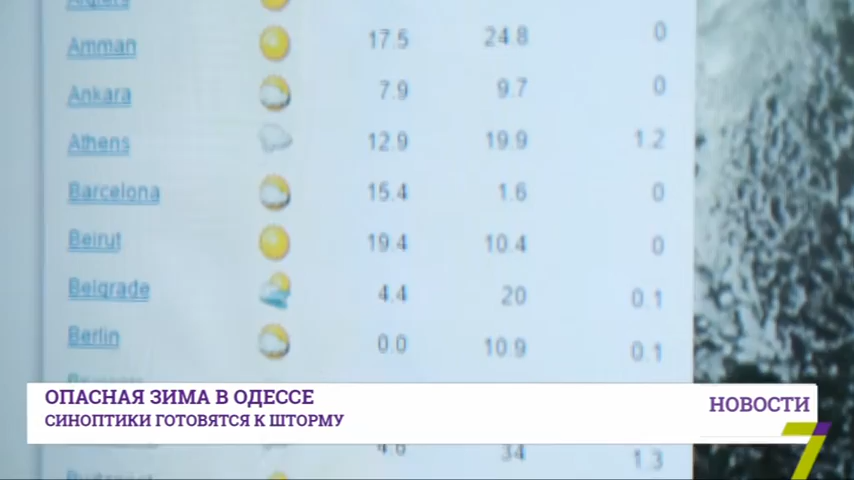 Amman 17.5 24.8 0
Ankara 7.9 9.7 0
Athens 12.9 19.9 1.2
Barcelona 15.4 1.6 0
Beirut 19.4 10.4 0
Belgrade 4.4 20 0.1
Berlin 0.0 10.9 0.1
ОПАСНАЯ ЗИМА В ОДЕССЕ
СИНОПТИКИ ГОТОВЯТСЯ К ШТОРМУ
НОВОСТИ
7
34 1.3